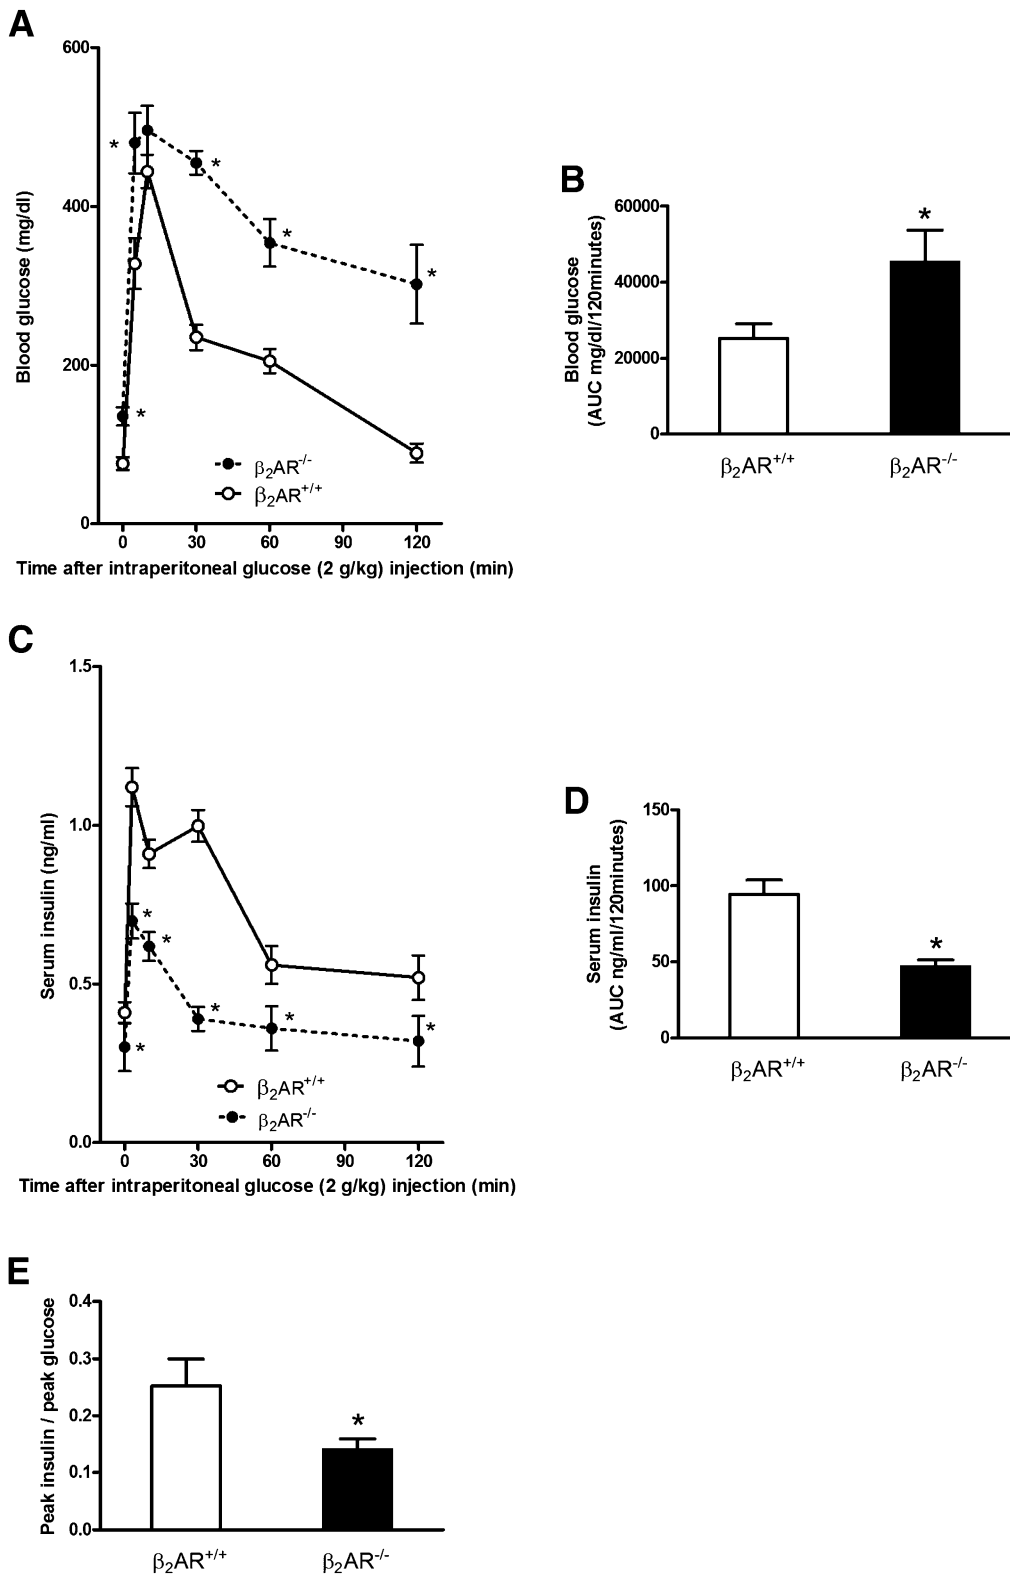 A
600
400
200
0
Blood glucose (mg/dl)
*
*
*
*
*
β₂AR⁻/⁻
β₂AR⁺/⁺
0 30 60 90 120
Time after intraperitoneal glucose (2 g/kg) injection (min)
B
60000
40000
20000
0
Blood glucose
(AUC mg/dl/120minutes)
*
β₂AR⁺/⁺ β₂AR⁻/⁻
C
1.5
1.0
0.5
0.0
Serum insulin (ng/ml)
*
*
*
*
*
*
β₂AR⁺/⁺
β₂AR⁻/⁻
0 30 60 90 120
Time after intraperitoneal glucose (2 g/kg) injection (min)
D
150
100
50
0
Serum insulin
(AUC ng/ml/120minutes)
*
β₂AR⁺/⁺ β₂AR⁻/⁻
E
0.4
0.3
0.2
0.1
0.0
Peak insulin / peak glucose
*
β₂AR⁺/⁺ β₂AR⁻/⁻